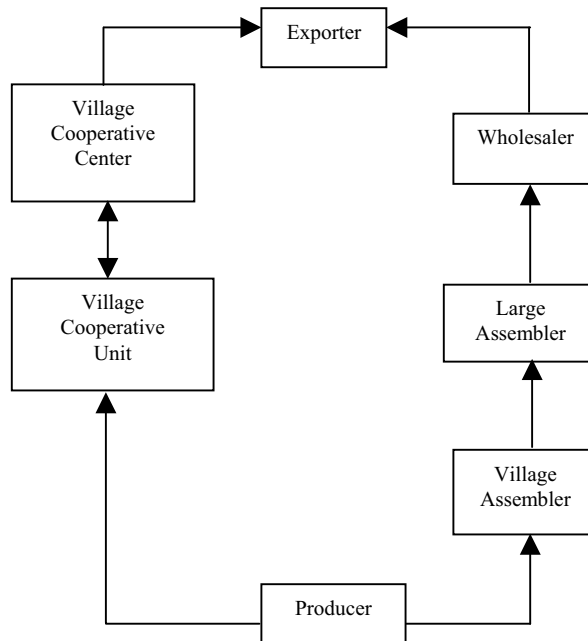 Exporter
Village
Cooperative
Center
Wholesaler
Village
Cooperative
Unit
Large
Assembler
Village
Assembler
Producer